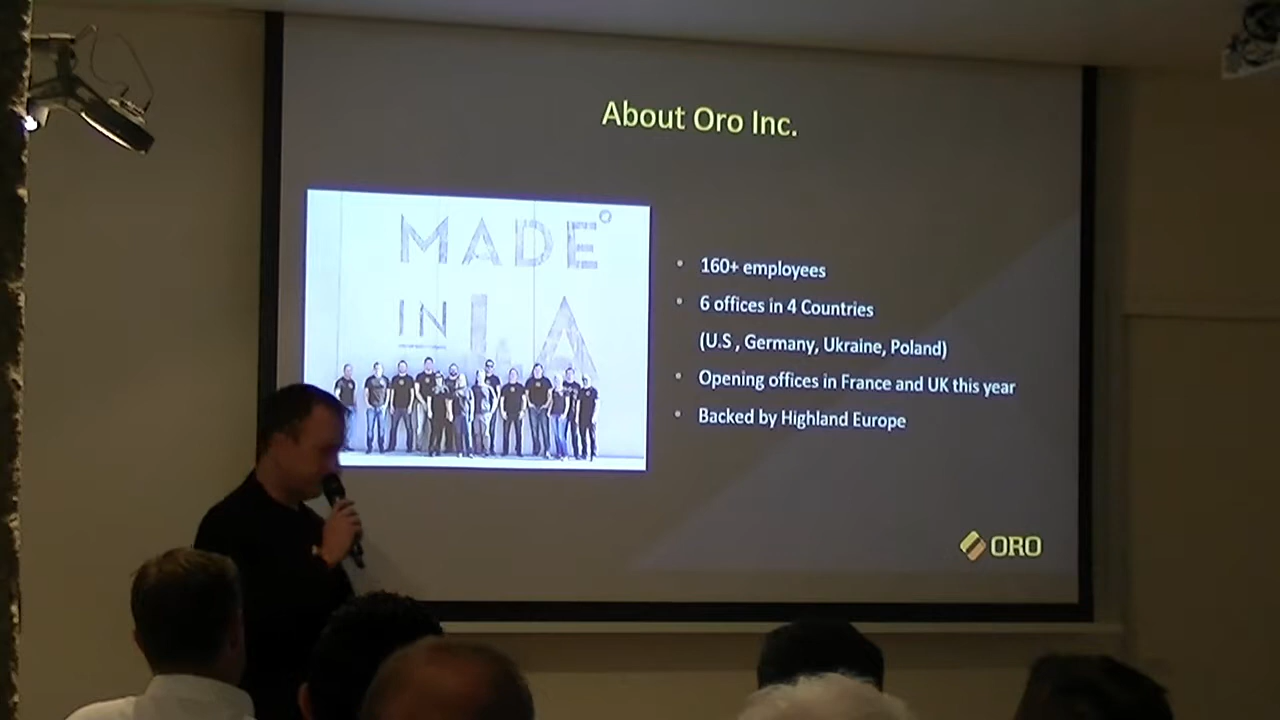 About Oro Inc.
MADE
IN LA
160+ employees
6 offices in 4 Countries
(U.S , Germany, Ukraine, Poland)
Opening offices in France and UK this year
Backed by Highland Europe
ORO